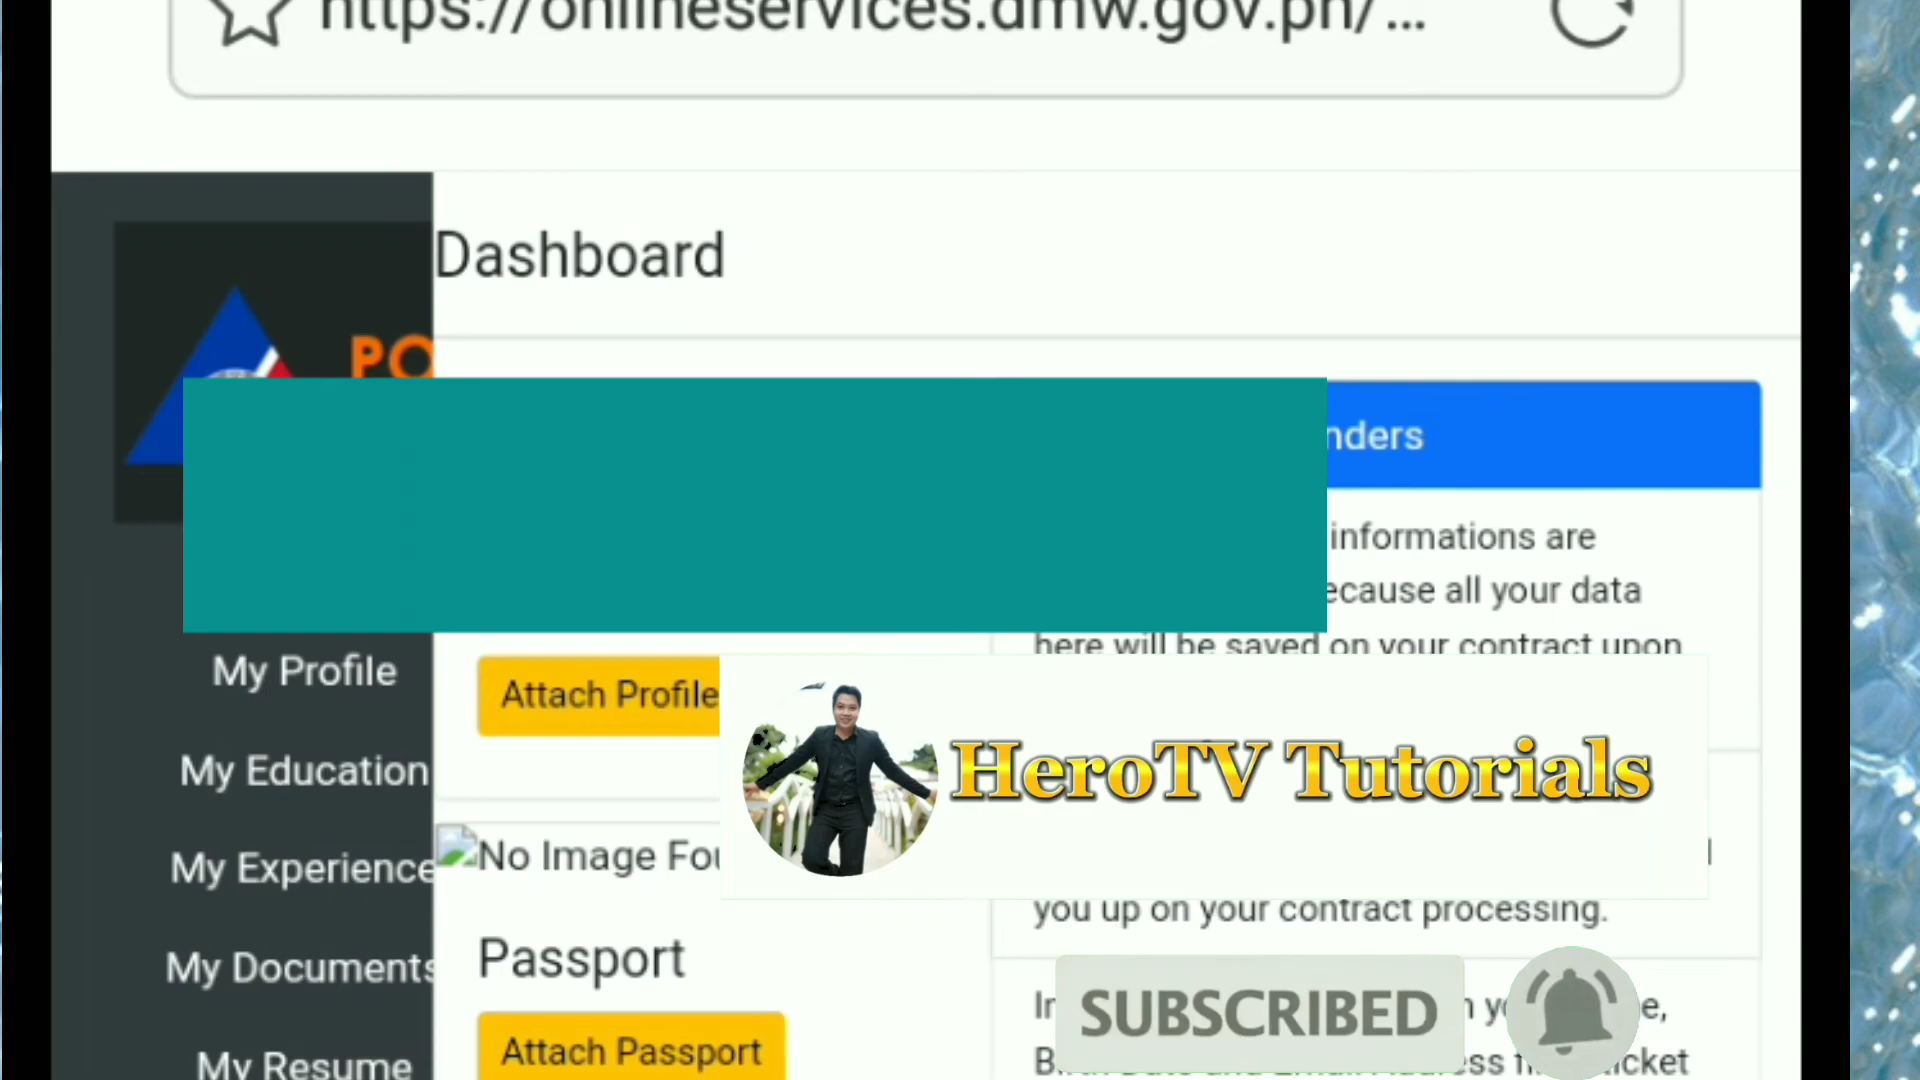 https://onlineservices.dmw.gov.ph/...
Dashboard
PO
nders
informations are
ecause all your data
here will be saved on your contract upon
My Profile
Attach Profile
My Education
HeroTV Tutorials
My Experience
No Image Fou
you up on your contract processing.
My Documents
Passport
SUBSCRIBED
My Resume
Attach Passport